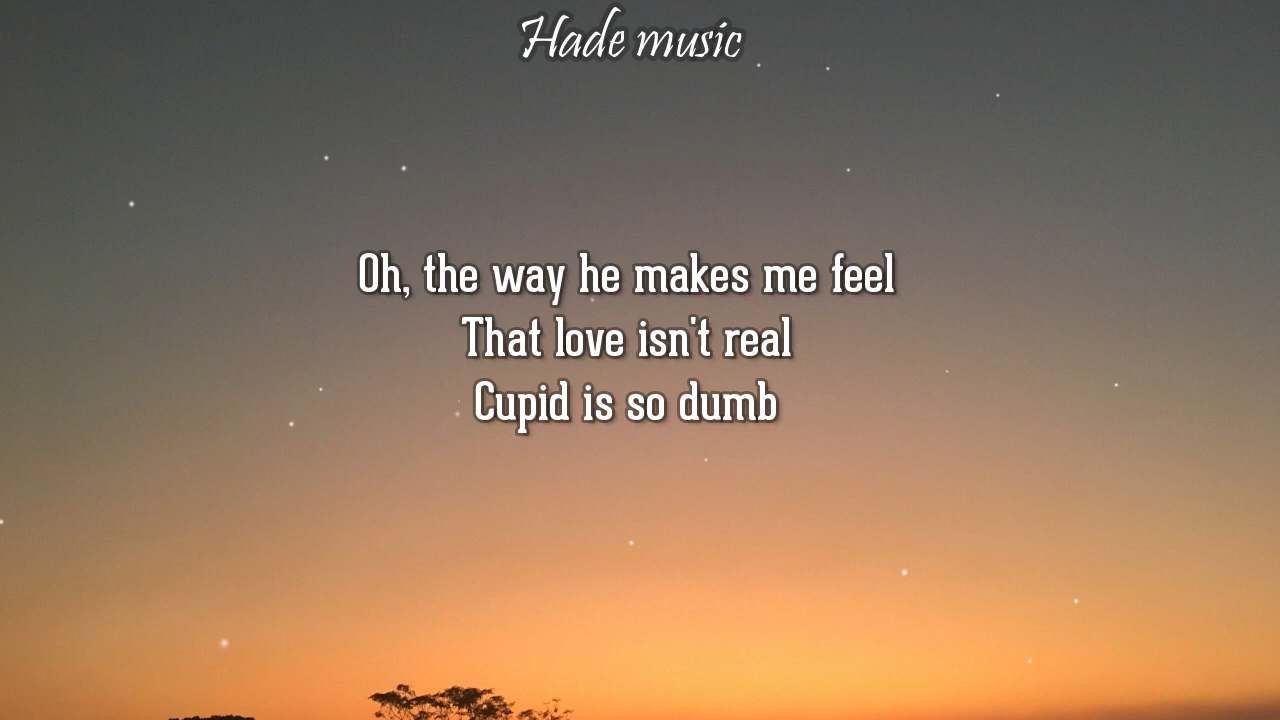 Hade music
Oh, the way he makes me feel
That love isn't real
Cupid is so dumb